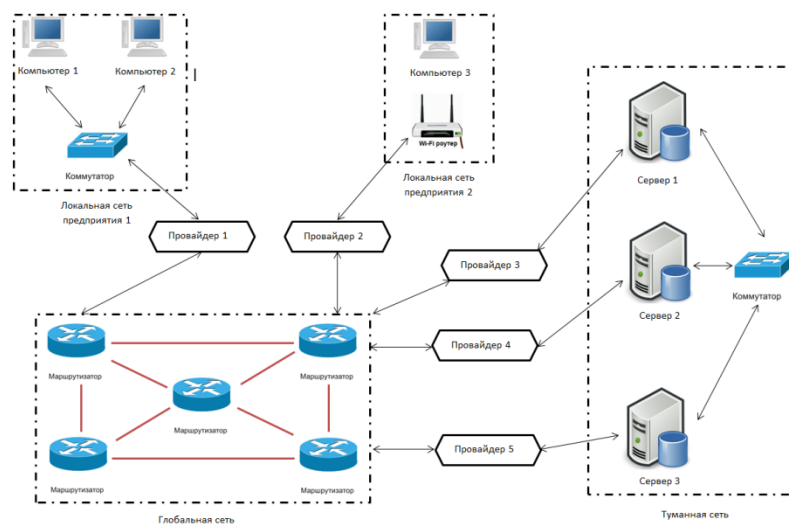 Компьютер 1
Компьютер 2
Коммутатор
Локальная сеть
предприятия 1
Компьютер 3
Wi-Fi роутер
Локальная сеть
предприятия 2
Провайдер 1
Провайдер 2
Провайдер 3
Провайдер 4
Провайдер 5
Маршрутизатор
Маршрутизатор
Маршрутизатор
Маршрутизатор
Маршрутизатор
Глобальная сеть
Сервер 1
Сервер 2
Коммутатор
Сервер 3
Туманная сеть